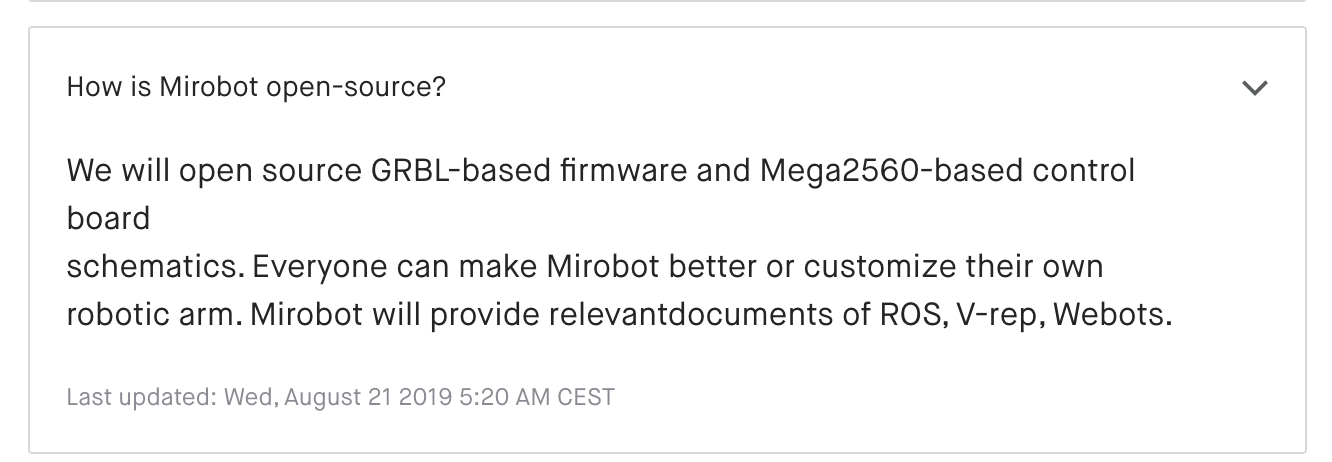 How is Mirobot open-source?
We will open source GRBL-based firmware and Mega2560-based control
board
schematics. Everyone can make Mirobot better or customize their own
robotic arm. Mirobot will provide relevantdocuments of ROS, V-rep, Webots.
Last updated: Wed, August 21 2019 5:20 AM CEST